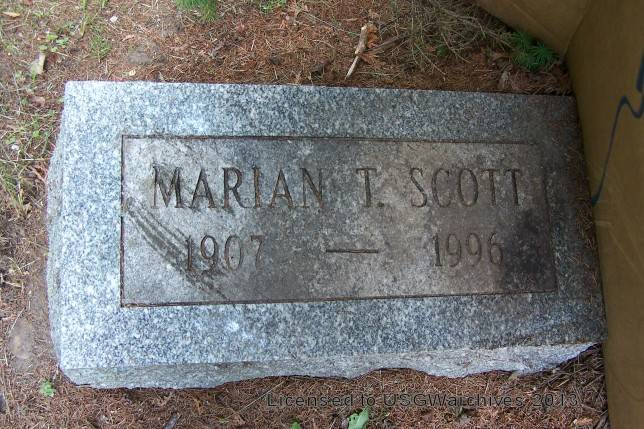 MARIAN T. SCOTT
1907 — 1996
Licensed to USGWarchives 2013